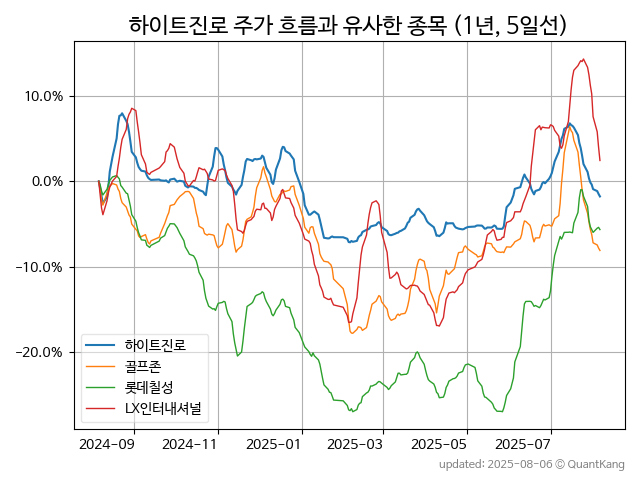 하이트진로 주가 흐름과 유사한 종목 (1년, 5일선)
10.0%
0.0%
−10.0%
−20.0%
하이트진로
골프존
롯데칠성
LX인터내셔널
2024-09 2024-11 2025-01 2025-03 2025-05 2025-07
updated: 2025-08-06 © QuantKang